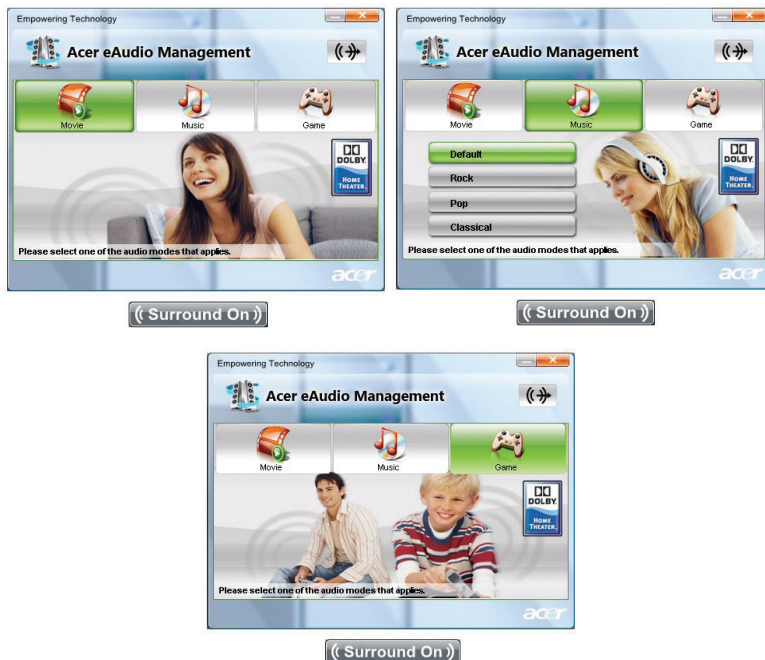 Empowering Technology
Acer eAudio Management
Movie Music Game
DOLBY
HOME THEATER
Please select one of the audio modes that applies.
acer
((Surround On))
Empowering Technology
Acer eAudio Management
Movie Music Game
Default
Rock
Pop
Classical
DOLBY
HOME THEATER
Please select one of the audio modes that applies.
acer
((Surround On))
Empowering Technology
Acer eAudio Management
Movie Music Game
DOLBY
HOME THEATER
Please select one of the audio modes that applies.
acer
((Surround On))